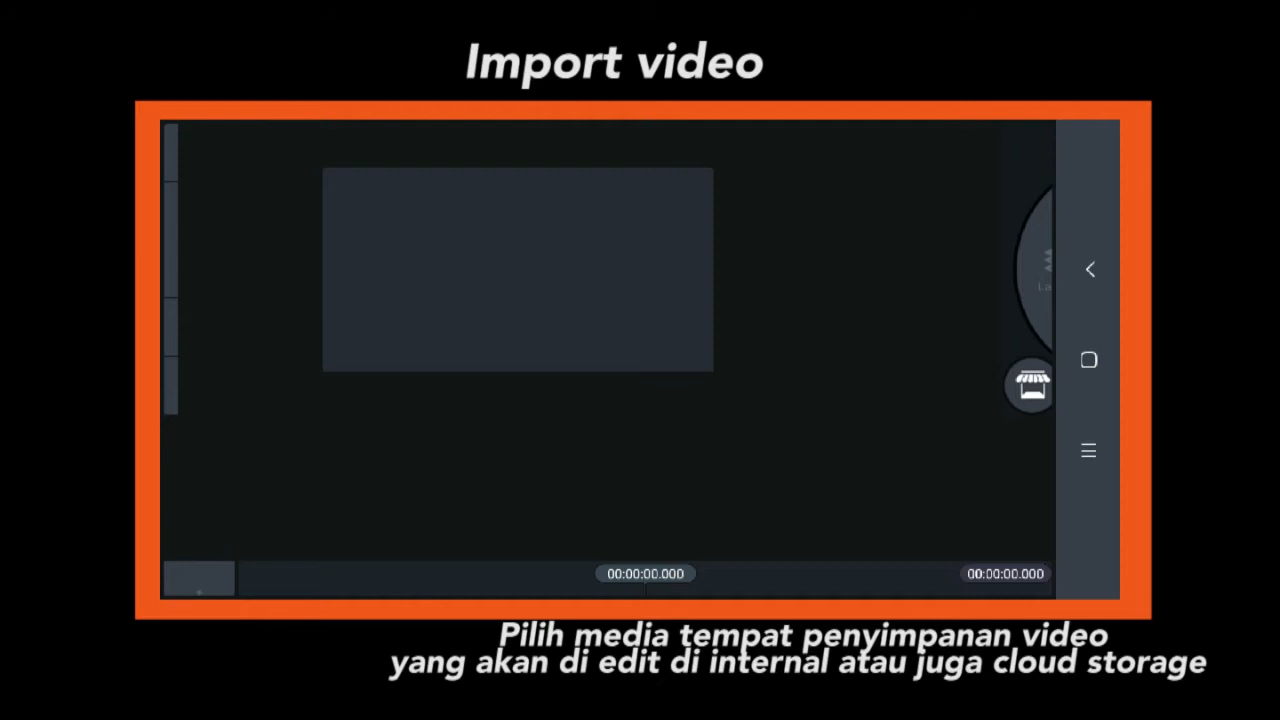 Import video
La
00:00:00.000
00:00:00.000
Pilih media tempat penyimpanan video
yang akan di edit di internal atau juga cloud storage